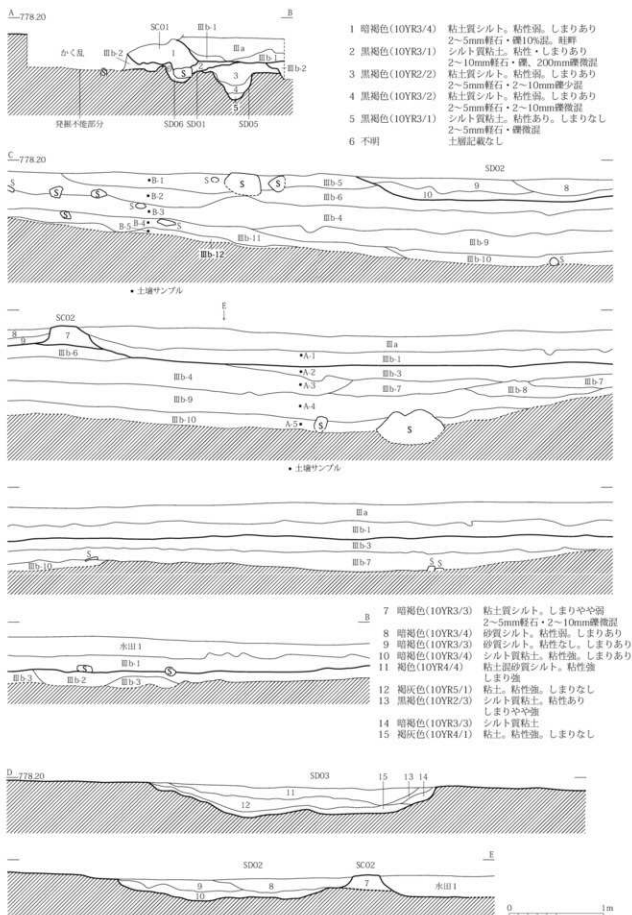 A 778.20 SC01 Ⅲb-1 B
Ⅲb-2 1 Ⅲa
かく乱 2 Ⅲb-1
S 3 Ⅲb-2
4
5
発掘不能部分 SD06 SD01 SD05
1 暗褐色(10YR3/4) 粘土質シルト。粘性弱。しまりあり
2～5mm軽石・礫10%混。畦畔
2 黒褐色(10YR3/1) シルト質粘土。粘性・しまりあり
2～10mm軽石・礫、200mm礫微混
3 黒褐色(10YR2/2) 粘土質シルト。粘性弱。しまりあり
2～5mm軽石・2～10mm礫少混
4 黒褐色(10YR3/2) 粘土質シルト。粘性弱。しまりあり
2～5mm軽石・2～10mm礫微混
5 黒褐色(10YR3/1) シルト質粘土。粘性あり。しまりなし
2～5mm軽石・礫微混
6 不明 土層記載なし
C 778.20 SD02
S B-1 S S S Ⅲb-5 9 8
S S B-2 Ⅲb-6 10
S B-3 S Ⅲb-4
B-4 S
B-5 Ⅲb-11 Ⅲb-9
Ⅲb-12 Ⅲb-10 S
• 土壌サンプル
SC02 E
8 7 Ⅲa
9 A-1
Ⅲb-6 Ⅲb-1
A-2 Ⅲb-3
Ⅲb-4 A-3 Ⅲb-7 Ⅲb-8 Ⅲb-7
Ⅲb-9 A-4
Ⅲb-10 A-5 S S
• 土壌サンプル
Ⅲa
Ⅲb-1
Ⅲb-3
Ⅲb-10 S Ⅲb-7 S S
B
水田1
Ⅲb-1
S S
Ⅲb-3 Ⅲb-2 Ⅲb-3
7 暗褐色(10YR3/3) 粘土質シルト。しまりやや弱
2～5mm軽石・2～10mm礫微混
8 暗褐色(10YR3/4) 砂質シルト。粘性弱。しまりあり
9 暗褐色(10YR3/3) 砂質シルト。粘性なし。しまりあり
10 暗褐色(10YR3/4) シルト質粘土。粘性強。しまりあり
11 褐色(10YR4/4) 粘土混砂質シルト。粘性強
しまり強
12 褐灰色(10YR5/1) 粘土。粘性強。しまりなし
13 黒褐色(10YR2/3) シルト質粘土。粘性あり
しまりやや強
14 暗褐色(10YR3/3) シルト質粘土
15 褐灰色(10YR4/1) 粘土。粘性強。しまりなし
D 778.20 SD03
11 15 13 14
12
SD02 SC02 E
9 8 7 水田1
10
0 1m